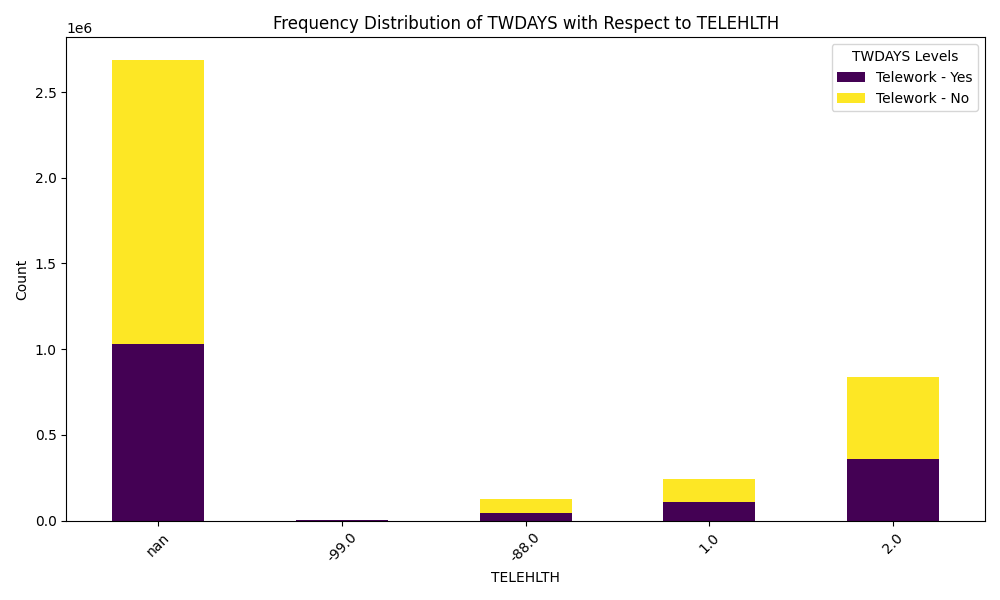 Frequency Distribution of TWDAYS with Respect to TELEHLTH
1e6
TWDAYS Levels
Telework - Yes
Telework - No
2.5
2.0
1.5
1.0
0.5
0.0
Count
nan
-99.0
-88.0
1.0
2.0
TELEHLTH